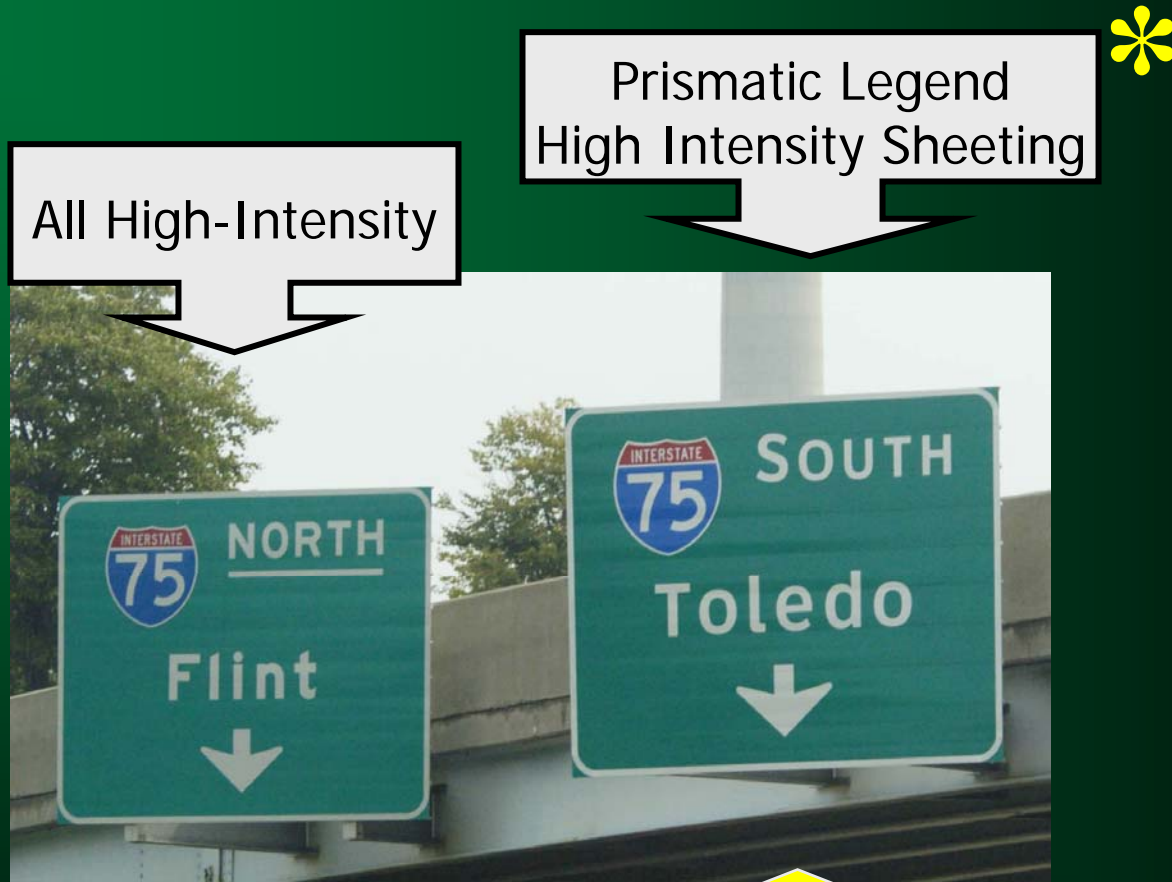 Prismatic Legend
High Intensity Sheeting
All High-Intensity
INTERSTATE
75
NORTH
Flint
INTERSTATE
75
SOUTH
Toledo